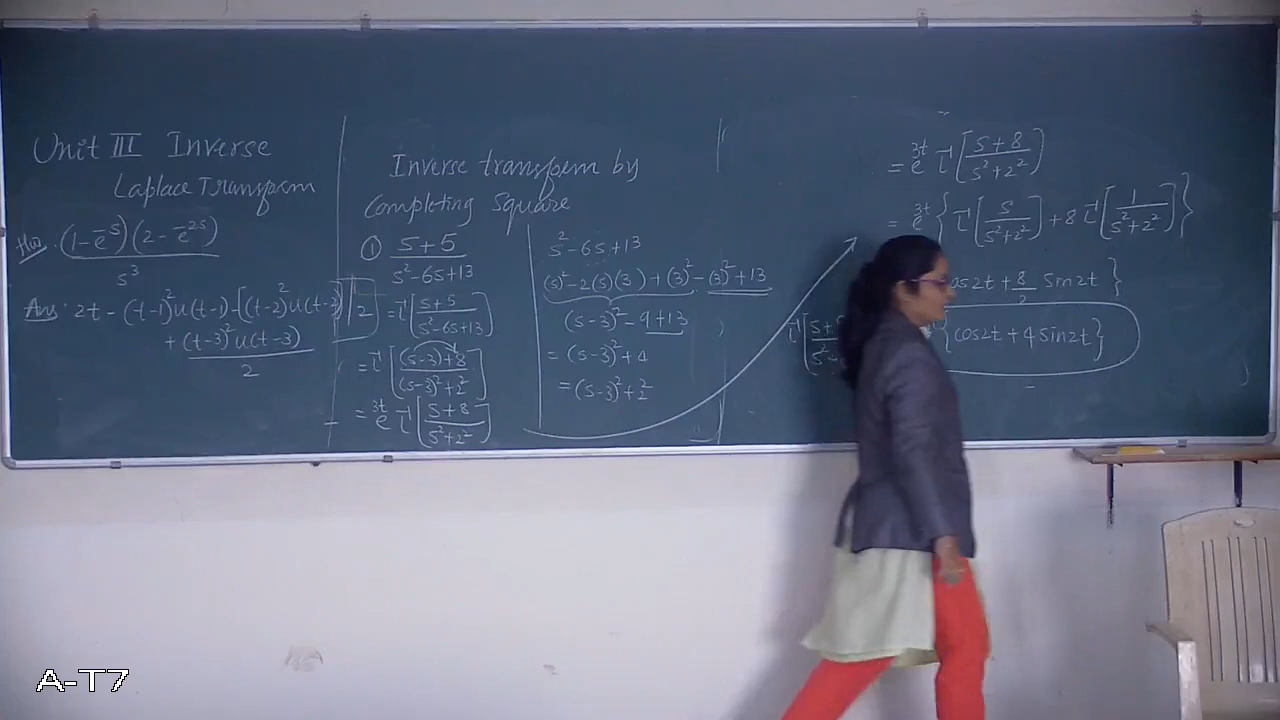 Unit III Inverse
Laplace Transform
Hw. (1-e^-s)(2-e^-2s)
s^3
Ans: 2t - (t-1)^2 u(t-1) - [(t-2)^2 u(t-2)]/2
+ (t-3)^2 u(t-3)
2
Inverse transform by
Completing Square
① s+5
s^2-6s+13
= L^-1[s+5 / s^2-6s+13]
= L^-1[(s-3)+8 / (s-3)^2+2^2]
= e^3t L^-1[s+8 / s^2+2^2]
s^2-6s+13
(s)^2-2(s)(3)+(3)^2-(3)^2+13
(s-3)^2-9+13
= (s-3)^2+4
= (s-3)^2+2^2
= e^3t L^-1[s+8 / s^2+2^2]
= e^3t { L^-1[s / s^2+2^2] + 8 L^-1[1 / s^2+2^2] }
cos2t + 8/2 Sin2t }
{cos2t + 4sin2t}
A-T7